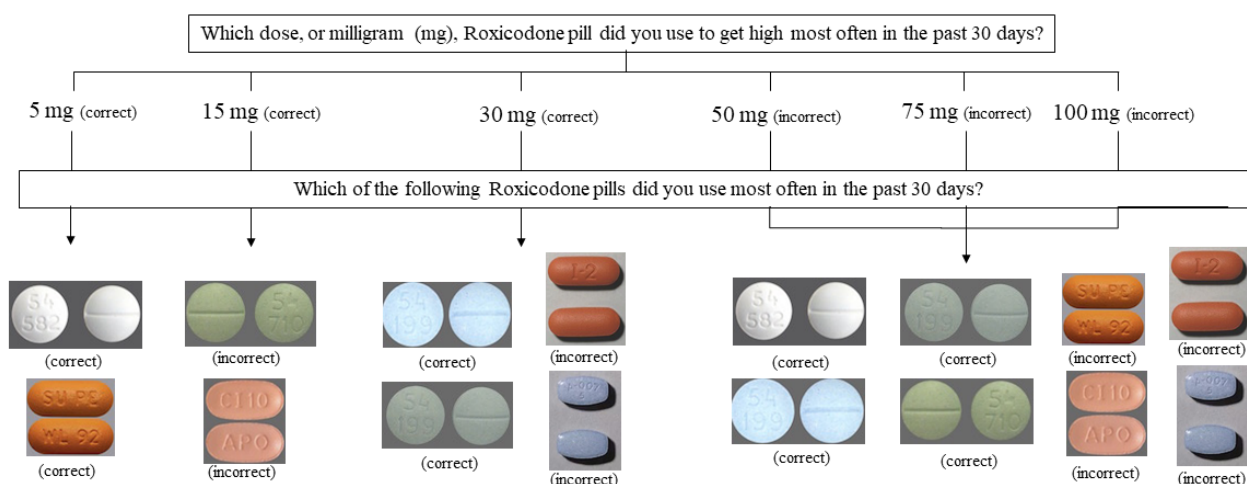 Which dose, or milligram (mg), Roxicodone pill did you use to get high most often in the past 30 days?
5 mg (correct)
15 mg (correct)
30 mg (correct)
50 mg (incorrect)
75 mg (incorrect)
100 mg (incorrect)
Which of the following Roxicodone pills did you use most often in the past 30 days?
54
582
(correct)
SU PE
WL 92
(correct)
54
710
(incorrect)
CI10
APO
(incorrect)
54
199
(correct)
54
199
(correct)
I-2
(incorrect)
(incorrect)
54
582
(correct)
54
199
54
199
(correct)
54
710
(correct)
SU PE
WL 92
(incorrect)
CI10
APO
(incorrect)
I-2
(incorrect)
(incorrect)